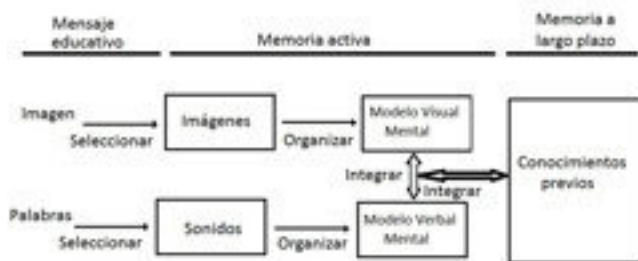 Mensaje
educativo
Memoria activa
Memoria a
largo plazo
Imagen
Seleccionar
Imágenes
Organizar
Modelo Visual
Mental
Integrar
Integrar
Conocimientos
previos
Palabras
Seleccionar
Sonidos
Organizar
Modelo Verbal
Mental